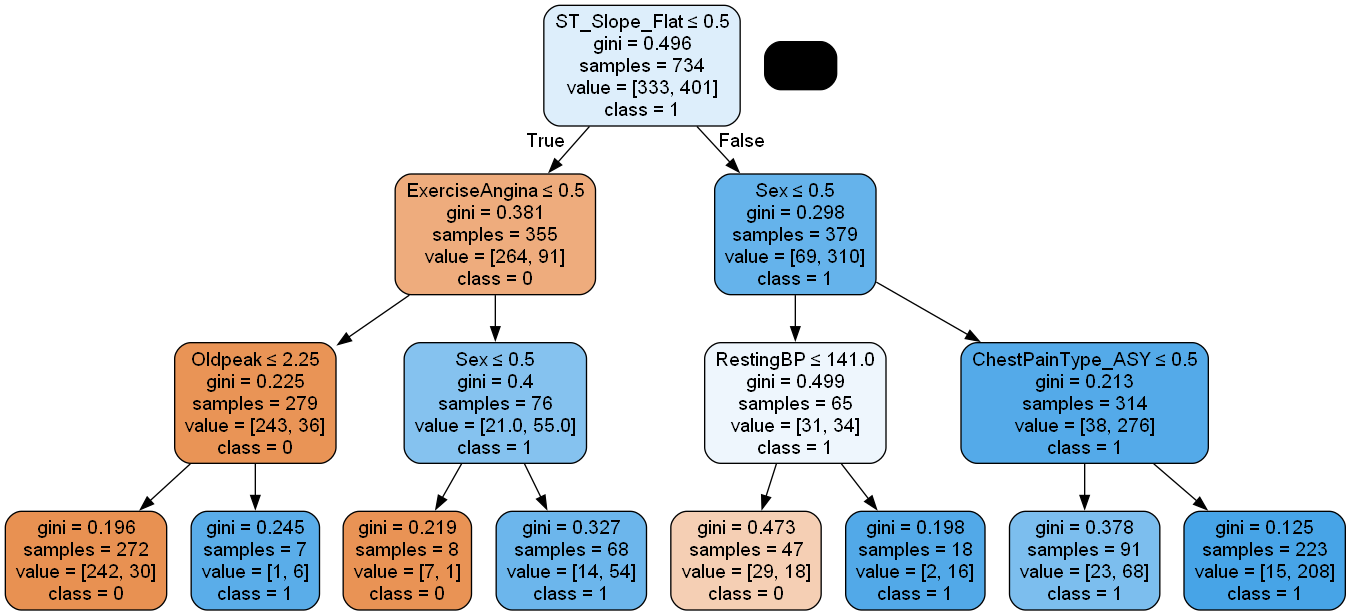 ST_Slope_Flat ≤ 0.5
gini = 0.496
samples = 734
value = [333, 401]
class = 1
True
False
ExerciseAngina ≤ 0.5
gini = 0.381
samples = 355
value = [264, 91]
class = 0
Sex ≤ 0.5
gini = 0.298
samples = 379
value = [69, 310]
class = 1
Oldpeak ≤ 2.25
gini = 0.225
samples = 279
value = [243, 36]
class = 0
Sex ≤ 0.5
gini = 0.4
samples = 76
value = [21.0, 55.0]
class = 1
RestingBP ≤ 141.0
gini = 0.499
samples = 65
value = [31, 34]
class = 1
ChestPainType_ASY ≤ 0.5
gini = 0.213
samples = 314
value = [38, 276]
class = 1
gini = 0.196
samples = 272
value = [242, 30]
class = 0
gini = 0.245
samples = 7
value = [1, 6]
class = 1
gini = 0.219
samples = 8
value = [7, 1]
class = 0
gini = 0.327
samples = 68
value = [14, 54]
class = 1
gini = 0.473
samples = 47
value = [29, 18]
class = 0
gini = 0.198
samples = 18
value = [2, 16]
class = 1
gini = 0.378
samples = 91
value = [23, 68]
class = 1
gini = 0.125
samples = 223
value = [15, 208]
class = 1